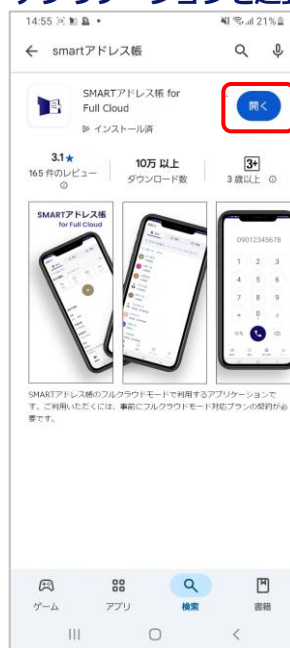 14:55
21%
smartアドレス帳
SMARTアドレス帳 for
Full Cloud
開く
インストール済
3.1★
165 件のレビュー
10万 以上
ダウンロード数
3+
3 歳以上
SMARTアドレス帳
for Full Cloud
09012345678
1 2 3
4 5 6
7 8 9
* 0 #
SMARTアドレス帳のフルクラウドモードで利用するアプリケーションで
す。ご利用いただくには、事前にフルクラウドモード対応プランの契約が必
要です。
ゲーム
アプリ
検索
書籍